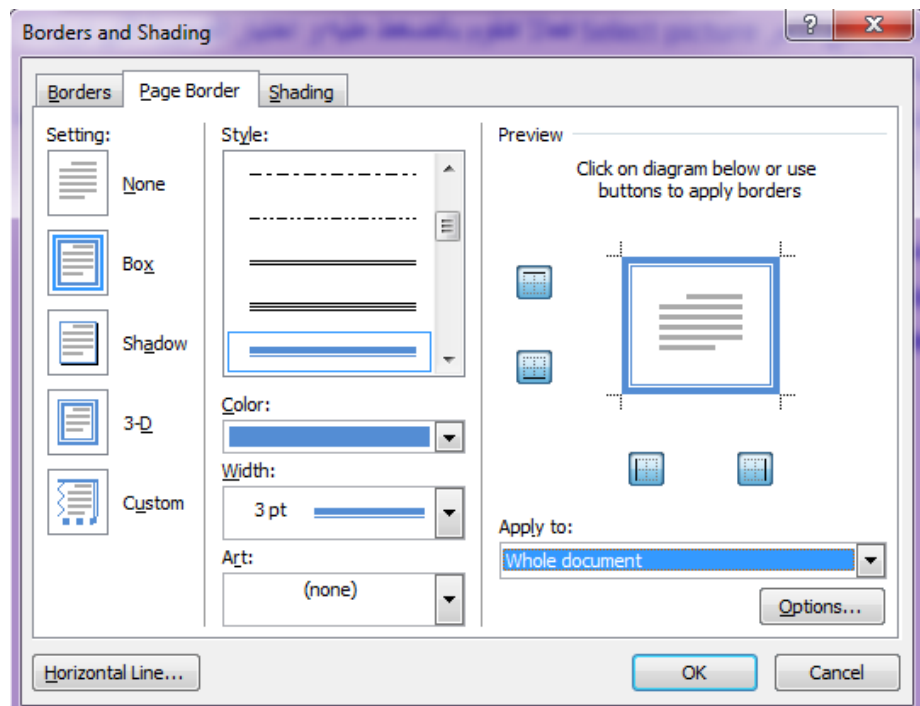 Borders and Shading
Select picture
Borders
Page Border
Shading
Setting:
None
Box
Shadow
3-D
Custom
Style:
Color:
Width:
3 pt
Art:
(none)
Preview
Click on diagram below or use
buttons to apply borders
Apply to:
Whole document
Options...
Horizontal Line...
OK
Cancel